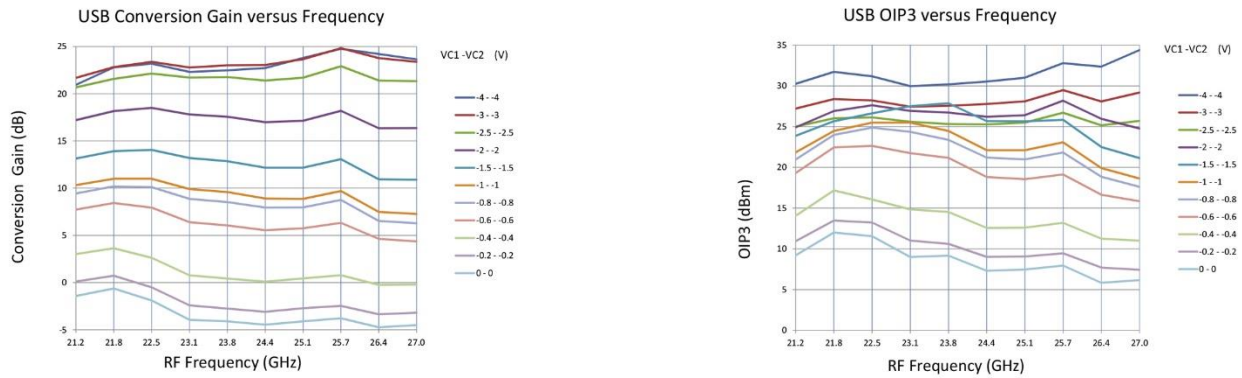 USB Conversion Gain versus Frequency
Conversion Gain (dB)
25
20
15
10
5
0
-5
21.2 21.8 22.5 23.1 23.8 24.4 25.1 25.7 26.4 27.0
RF Frequency (GHz)
VC1 -VC2 (V)
-4 - -4
-3 - -3
-2.5 - -2.5
-2 - -2
-1.5 - -1.5
-1 - -1
-0.8 - -0.8
-0.6 - -0.6
-0.4 - -0.4
-0.2 - -0.2
0 - 0
USB OIP3 versus Frequency
OIP3 (dBm)
35
30
25
20
15
10
5
0
21.2 21.8 22.5 23.1 23.8 24.4 25.1 25.7 26.4 27.0
RF Frequency (GHz)
VC1 -VC2 (V)
-4 - -4
-3 - -3
-2.5 - -2.5
-2 - -2
-1.5 - -1.5
-1 - -1
-0.8 - -0.8
-0.6 - -0.6
-0.4 - -0.4
-0.2 - -0.2
0 - 0